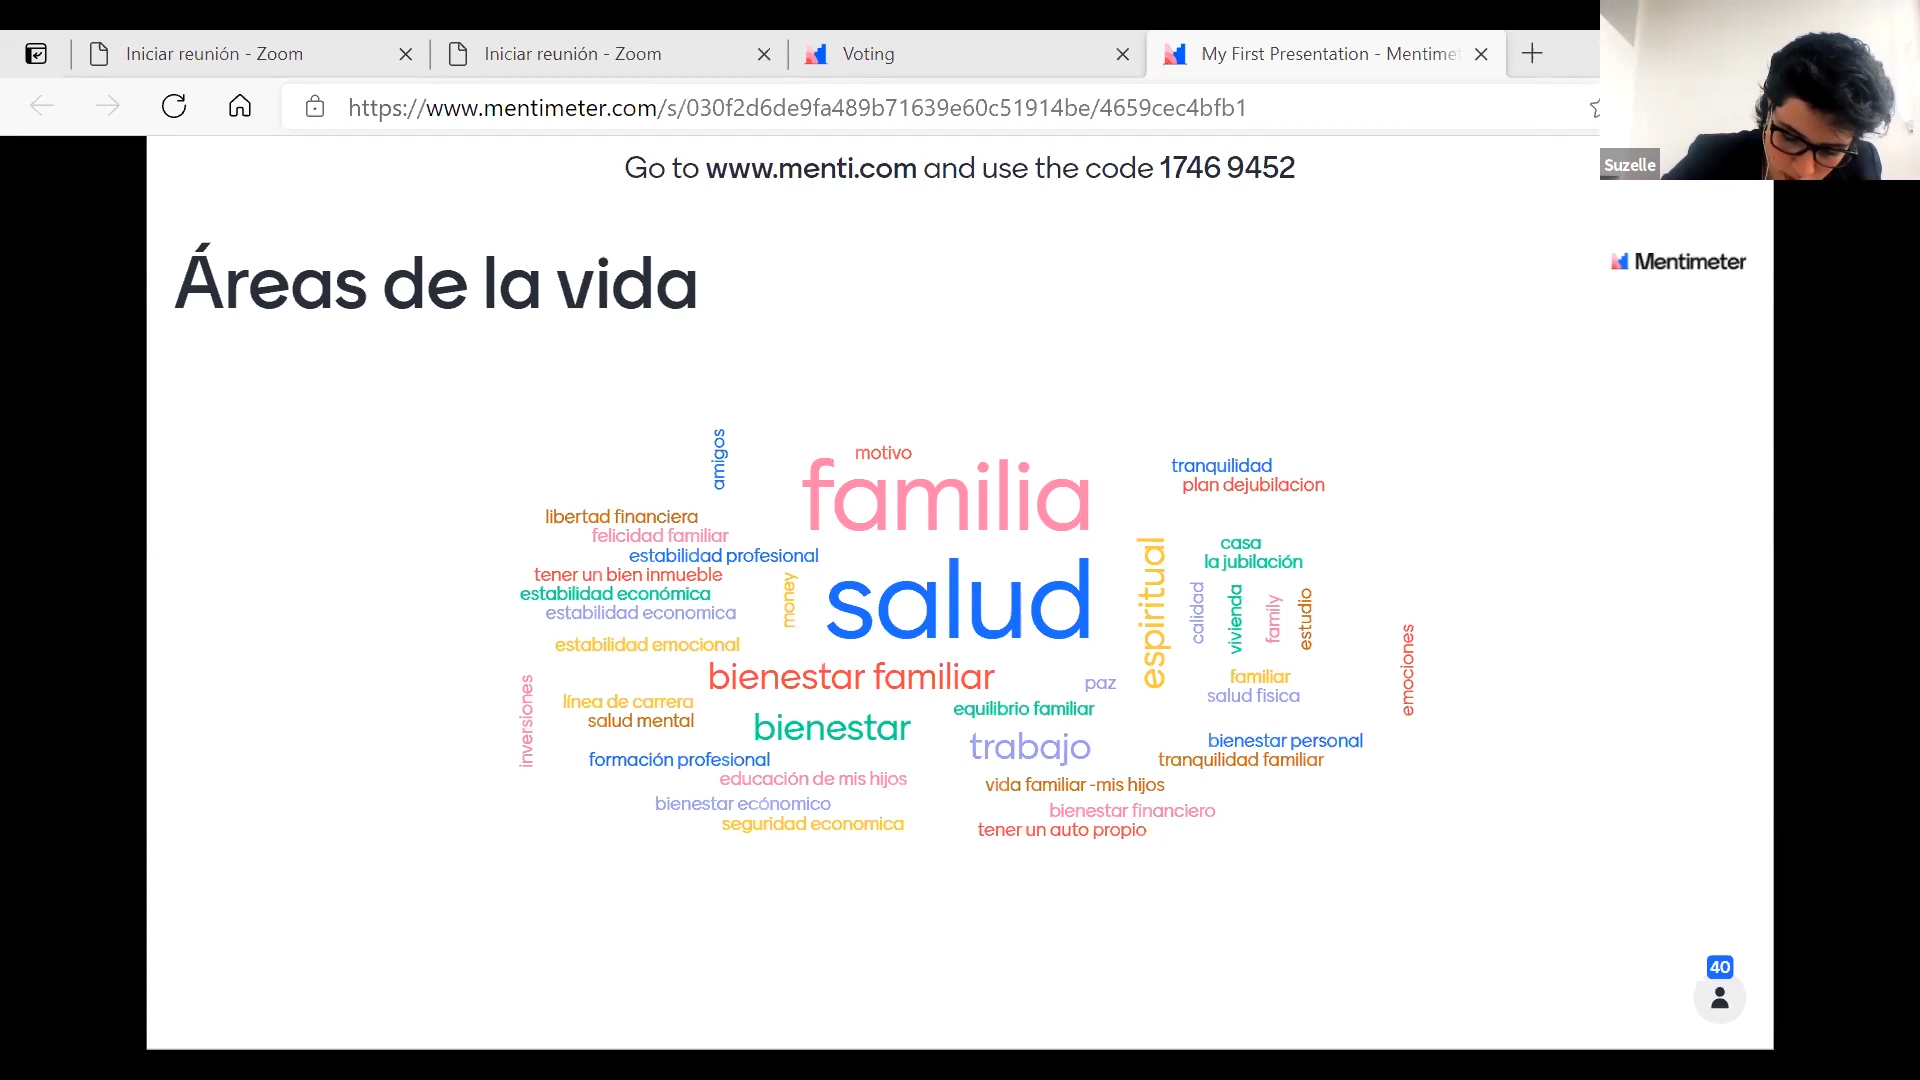 Iniciar reunión - Zoom
Iniciar reunión - Zoom
Voting
My First Presentation - Mentime
https://www.mentimeter.com/s/030f2d6de9fa489b71639e60c51914be/4659cec4bfb1
Suzelle
Go to www.menti.com and use the code 1746 9452
Áreas de la vida
Mentimeter
amigos
motivo
familia
tranquilidad
plan dejubilacion
libertad financiera
felicidad familiar
estabilidad profesional
tener un bien inmueble
estabilidad económica
estabilidad economica
money
salud
espiritual
casa
la jubilación
calidad
vivienda
family
estudio
emociones
estabilidad emocional
bienestar familiar
paz
familiar
salud fisica
inversiones
línea de carrera
salud mental
bienestar
equilibrio familiar
trabajo
bienestar personal
tranquilidad familiar
formación profesional
educación de mis hijos
vida familiar -mis hijos
bienestar ecónomico
seguridad economica
bienestar financiero
tener un auto propio
40